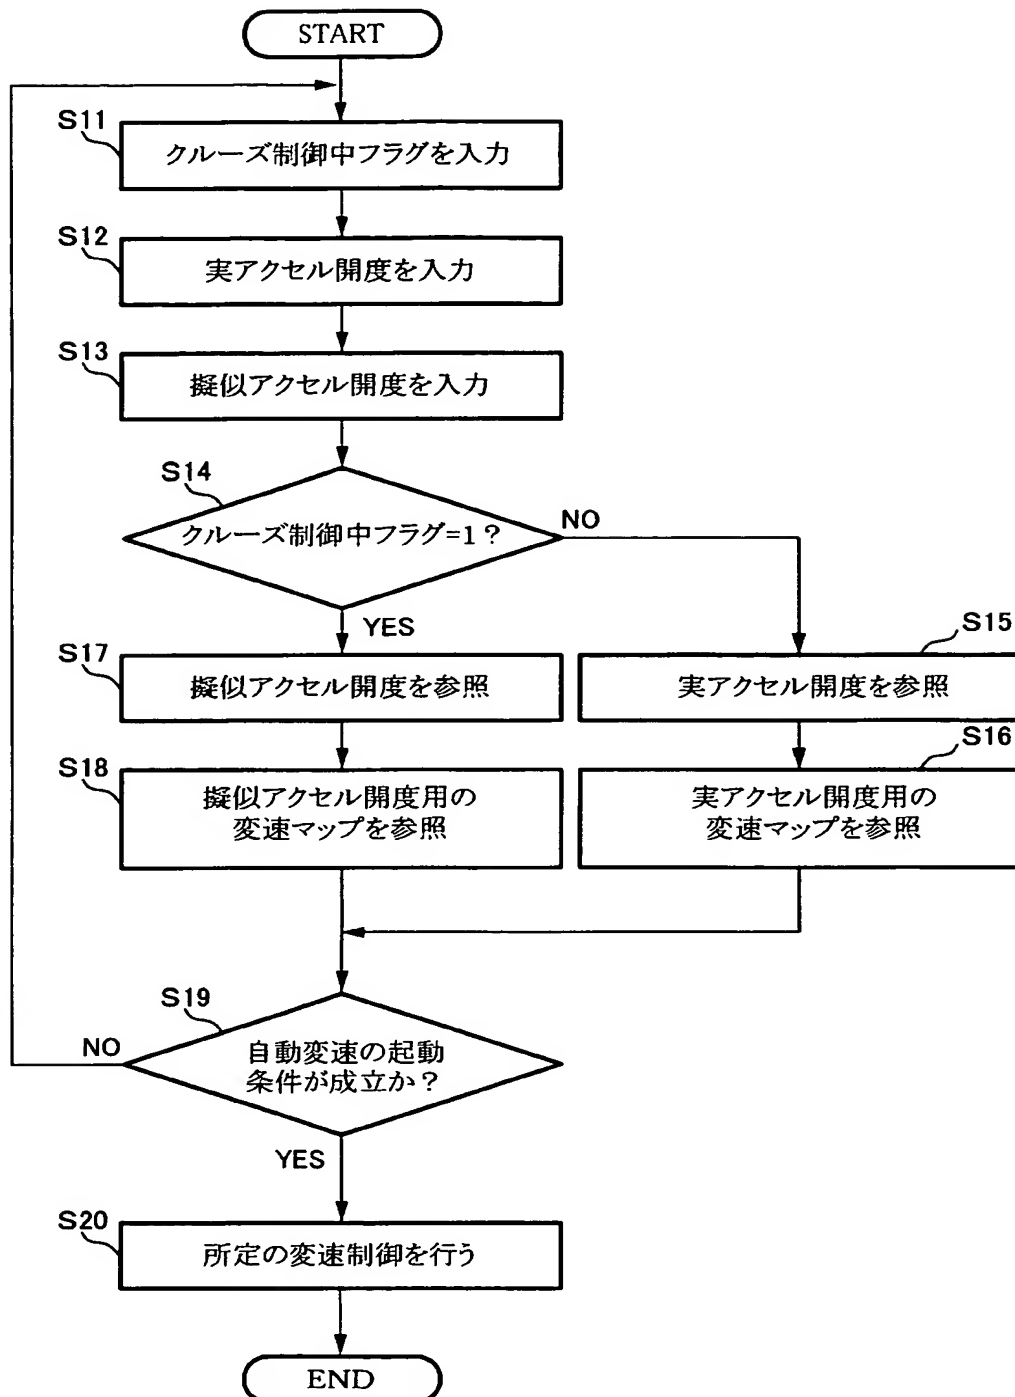 START
S11
クルーズ制御中フラグを入力
S12
実アクセル開度を入力
S13
擬似アクセル開度を入力
S14
クルーズ制御中フラグ=1?
NO
YES
S17
擬似アクセル開度を参照
S15
実アクセル開度を参照
S18
擬似アクセル開度用の
変速マップを参照
S16
実アクセル開度用の
変速マップを参照
S19
NO
自動変速の起動
条件が成立か?
YES
S20
所定の変速制御を行う
END